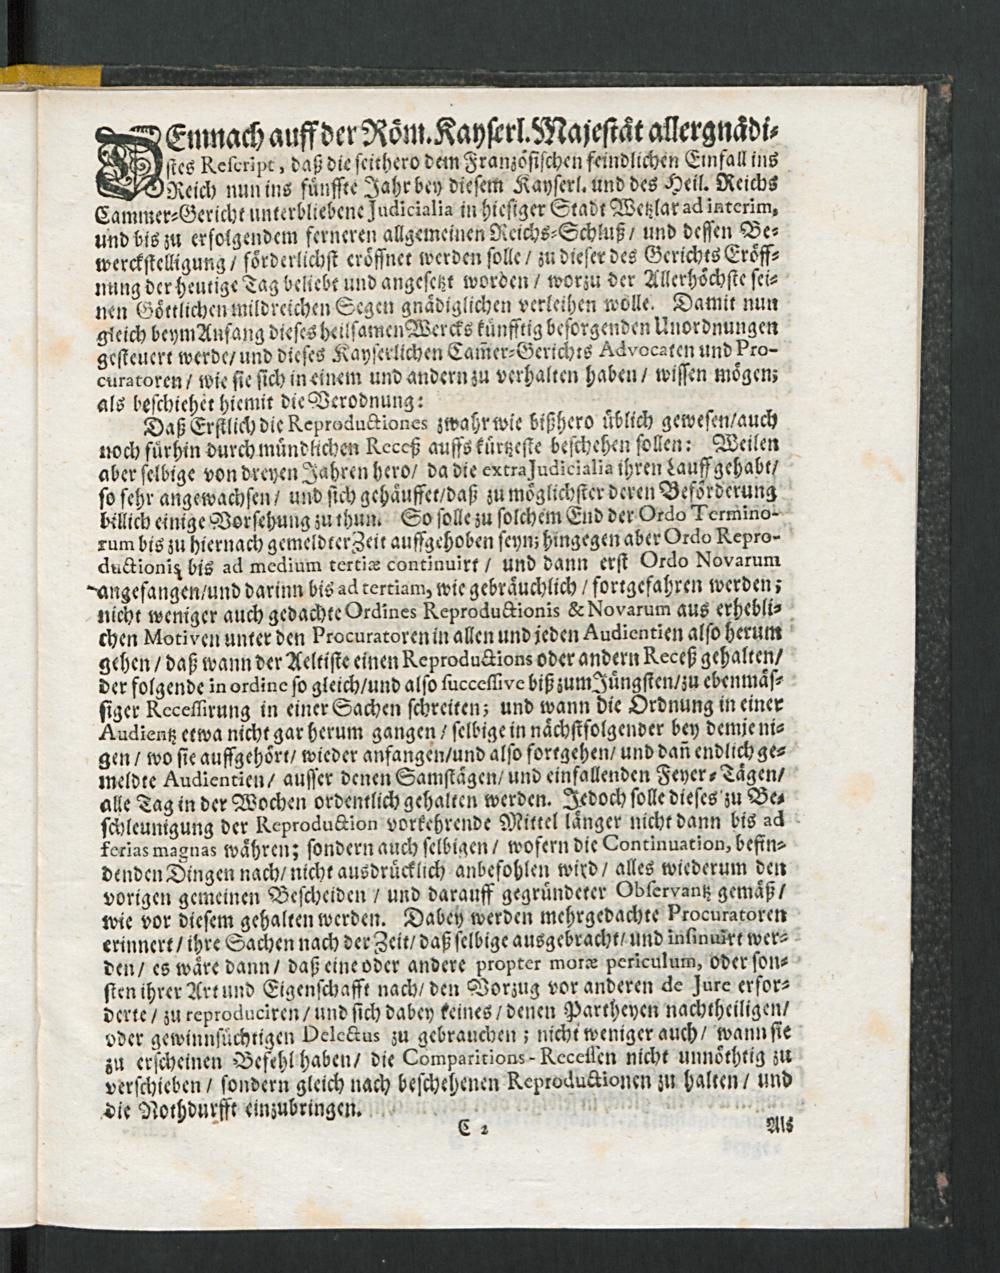 DEmnach auff der Röm. Kayserl. Majestät allergnädi-
stes Rescript, daß die seithero dem Französischen feindlichen Einfall ins
Reich nun ins fünffte Jahr bey diesem Kayserl. und des Heil. Reichs
Cammer-Gericht unterbliebene Judicialia in hiesiger Stadt Wetzlar ad interim,
und bis zu erfolgendem ferneren allgemeinen Reichs-Schluß / und dessen Be-
werckstelligung / förderlichst eröffnet werden solle / zu dieser des Gerichts Eröff-
nung der heutige Tag beliebt und angesetzt worden / worzu der Allerhöchste sei-
nen Göttlichen mildreichen Segen gnädiglichen verleihen wolle. Damit nun
gleich beym Anfang dieses heilsamen Wercks künfftig besorgenden Unordnungen
gesteuert werde / und dieses Kayserlichen Cam̃er-Gerichts Advocaten und Pro-
curatoren / wie sie sich in einem und andern zu verhalten haben / wissen mögen;
als beschiehet hiemit die Verodnung:
Daß Erstlich die Reproductiones zwahr wie bißhero üblich gewesen / auch
noch fürhin durch mündlichen Receß auffs kürtzeste beschehen sollen: Weilen
aber selbige von dreyen Jahren hero / da die extraJudicialia ihren Lauff gehabt /
so sehr angewachsen / und sich gehäuffet / daß zu möglichster deren Beförderung
billich einige Vorsehung zu thun. So solle zu solchem End der Ordo Termino-
rum bis zu hiernach gemeldter Zeit auffgehoben seyn; hingegen aber Ordo Repro-
ductionis bis ad medium tertiæ continuirt / und dann erst Ordo Novarum
angefangen / und darinn bis ad tertiam, wie gebräuchlich / fortgefahren werden;
nicht weniger auch gedachte Ordines Reproductionis & Novarum aus erhebli-
chen Motiven unter den Procuratoren in allen und jeden Audientien also herum
gehen / daß wann der Aeltiste einen Reproductions oder andern Receß gehalten /
der folgende in ordine so gleich / und also successive biß zum Jüngsten / zu ebenmäs-
siger Recessirung in einer Sachen schreiten; und wann die Ordnung in einer
Audientz etwa nicht gar herum gangen / selbige in nächstfolgender bey demjeni-
gen / wo sie auffgehört / wieder anfangen / und also fortgehen / und dañ endlich ge-
meldte Audientien / ausser denen Samstägen / und einfallenden Feyer-Tägen /
alle Tag in der Wochen ordentlich gehalten werden. Jedoch solle dieses zu Be-
schleunigung der Reproduction vorkehrende Mittel länger nicht dann bis ad
ferias magnas währen; sondern auch selbigen / wofern die Continuation, befin-
denden Dingen nach / nicht ausdrücklich anbefohlen wird / alles wiederum den
vorigen gemeinen Bescheiden / und darauff gegründeter Observantz gemäß /
wie vor diesem gehalten werden. Dabey werden mehrgedachte Procuratoren
erinnert / ihre Sachen nach der Zeit / daß selbige ausgebracht / und insinuirt wer-
den / es wäre dann / daß eine oder andere propter moræ periculum, oder son-
sten ihrer Art und Eigenschafft nach / den Vorzug vor anderen de Jure erfor-
derte / zu reproduciren / und sich dabey keines / denen Partheyen nachtheiligen /
oder gewinnsüchtigen Delectus zu gebrauchen ; nicht weniger auch / wann sie
zu erscheinen Befehl haben / die Comparitions-Recessen nicht unnöthtig zu
verschieben / sondern gleich nach beschehenen Reproductionen zu halten / und
die Nothdurfft einzubringen.
C 2 Als